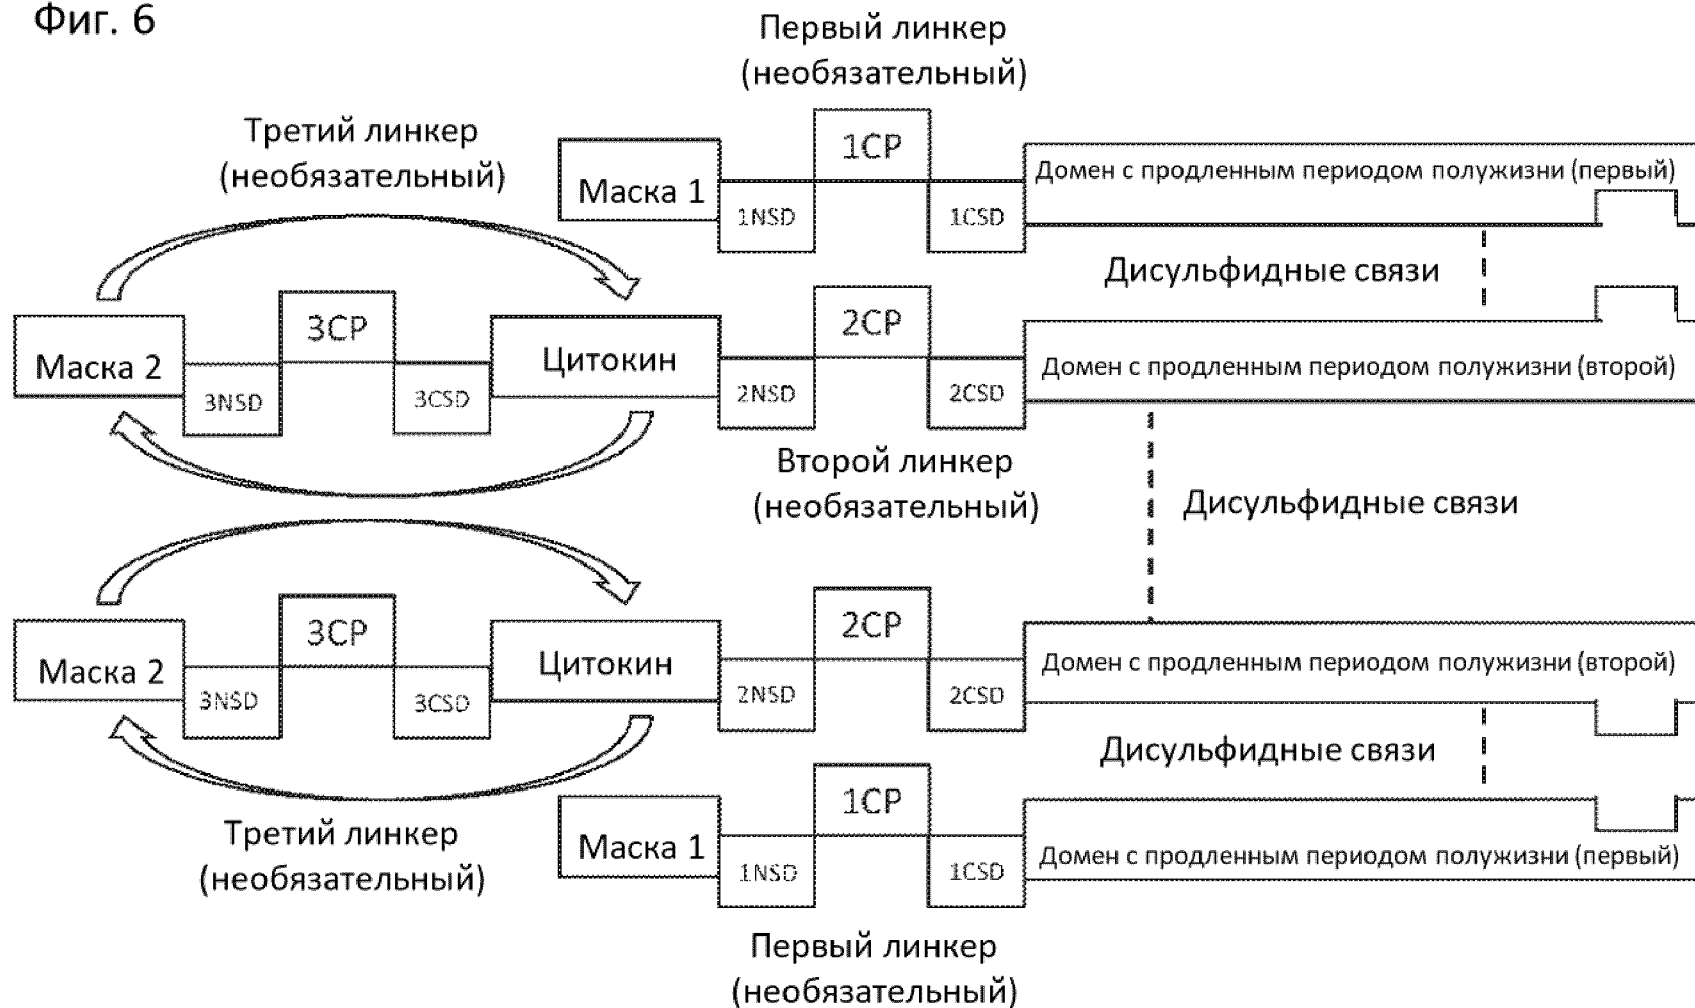 Фиг. 6
Первый линкер
(необязательный)
Третий линкер
(необязательный)
1CP
Маска 1
1NSD
1CSD
Домен с продленным периодом полужизни (первый)
Дисульфидные связи
3CP
2CP
Маска 2
Цитокин
3NSD
3CSD
2NSD
2CSD
Домен с продленным периодом полужизни (второй)
Второй линкер
(необязательный)
Дисульфидные связи
3CP
2CP
Маска 2
Цитокин
3NSD
3CSD
2NSD
2CSD
Домен с продленным периодом полужизни (второй)
Дисульфидные связи
1CP
Третий линкер
(необязательный)
Маска 1
1NSD
1CSD
Домен с продленным периодом полужизни (первый)
Первый линкер
(необязательный)